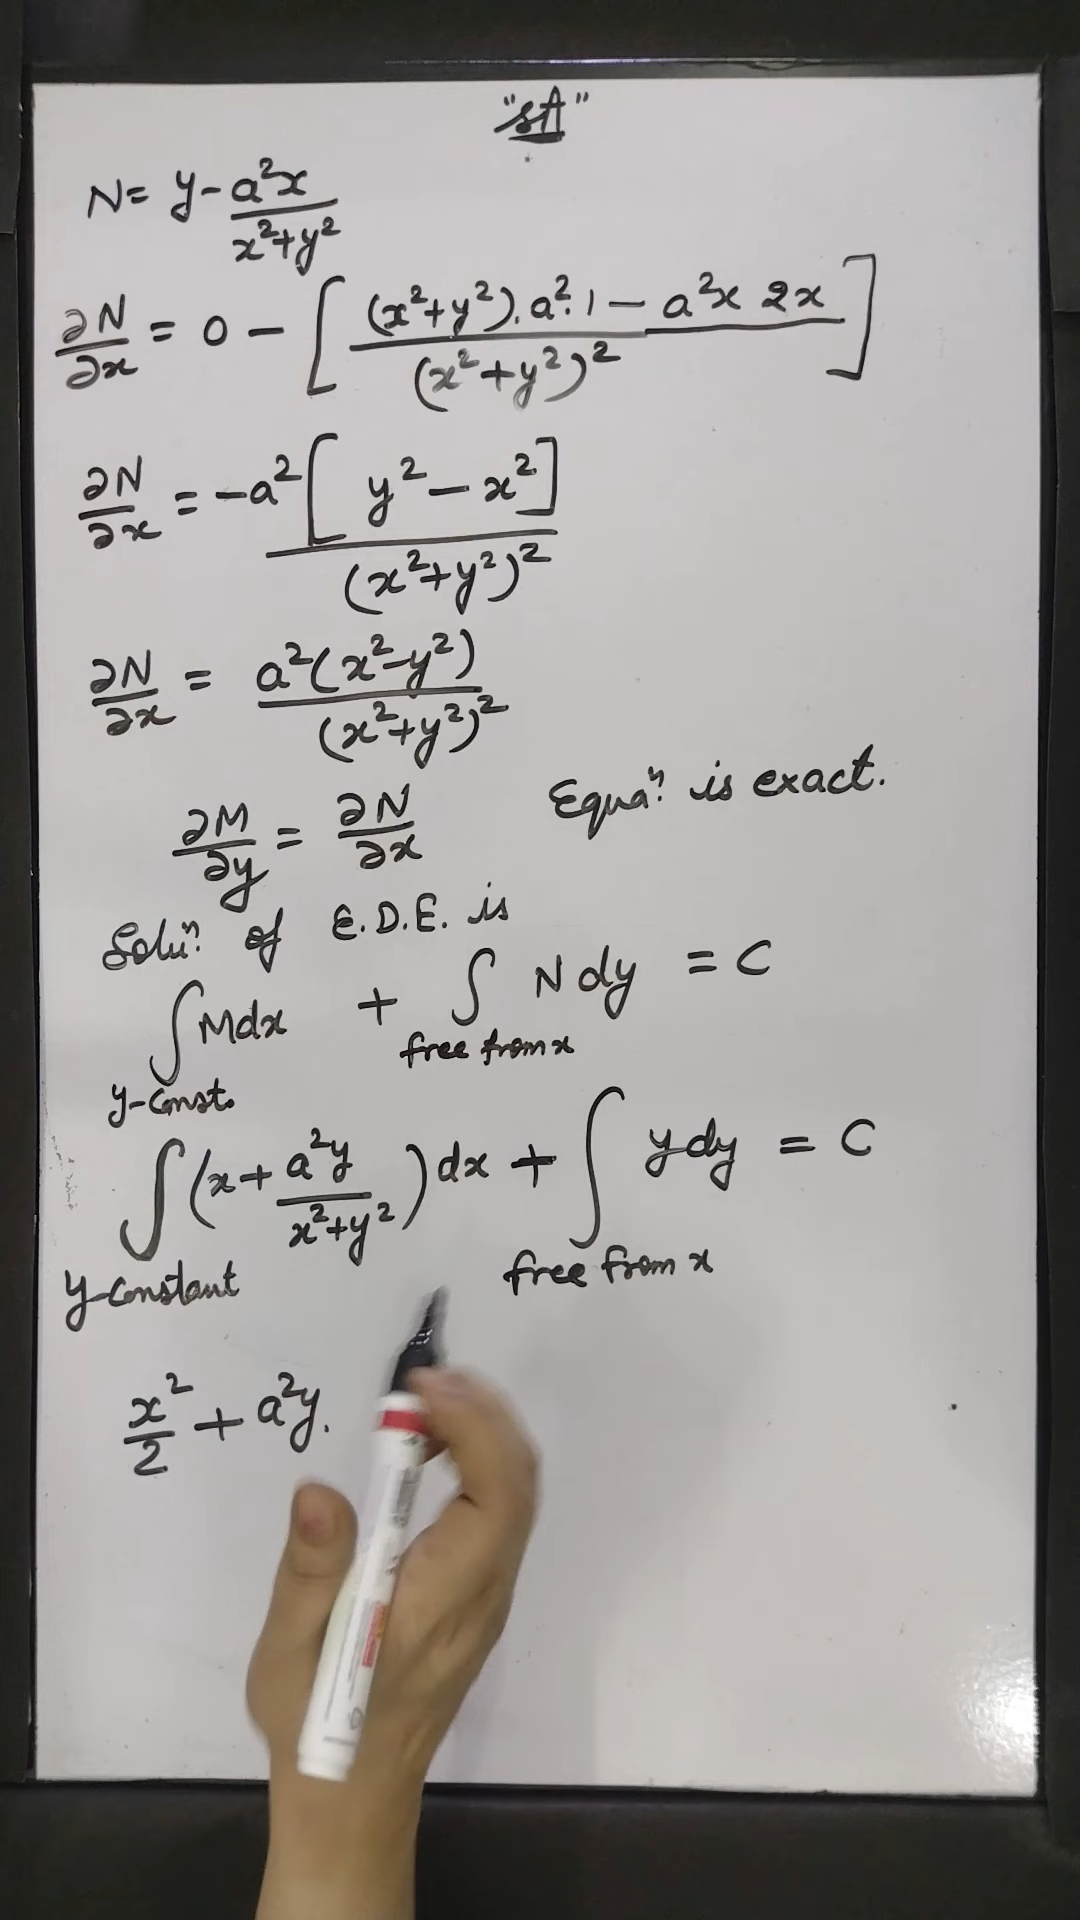 "SA"
N= y - a²x / x²+y²
∂N/∂x = 0 - [ (x²+y²).a².1 - a²x 2x / (x²+y²)² ]
∂N/∂x = -a² [ y² - x² ] / (x²+y²)²
∂N/∂x = a²(x²-y²) / (x²+y²)²
∂M/∂y = ∂N/∂x Equaⁿ. is exact.
Soluⁿ. of E.D.E. is
∫Mdx + ∫ N dy = C
y-const. free from x
∫(x + a²y / x²+y²) dx + ∫ y dy = C
y-constant free from x
x²/2 + a²y.